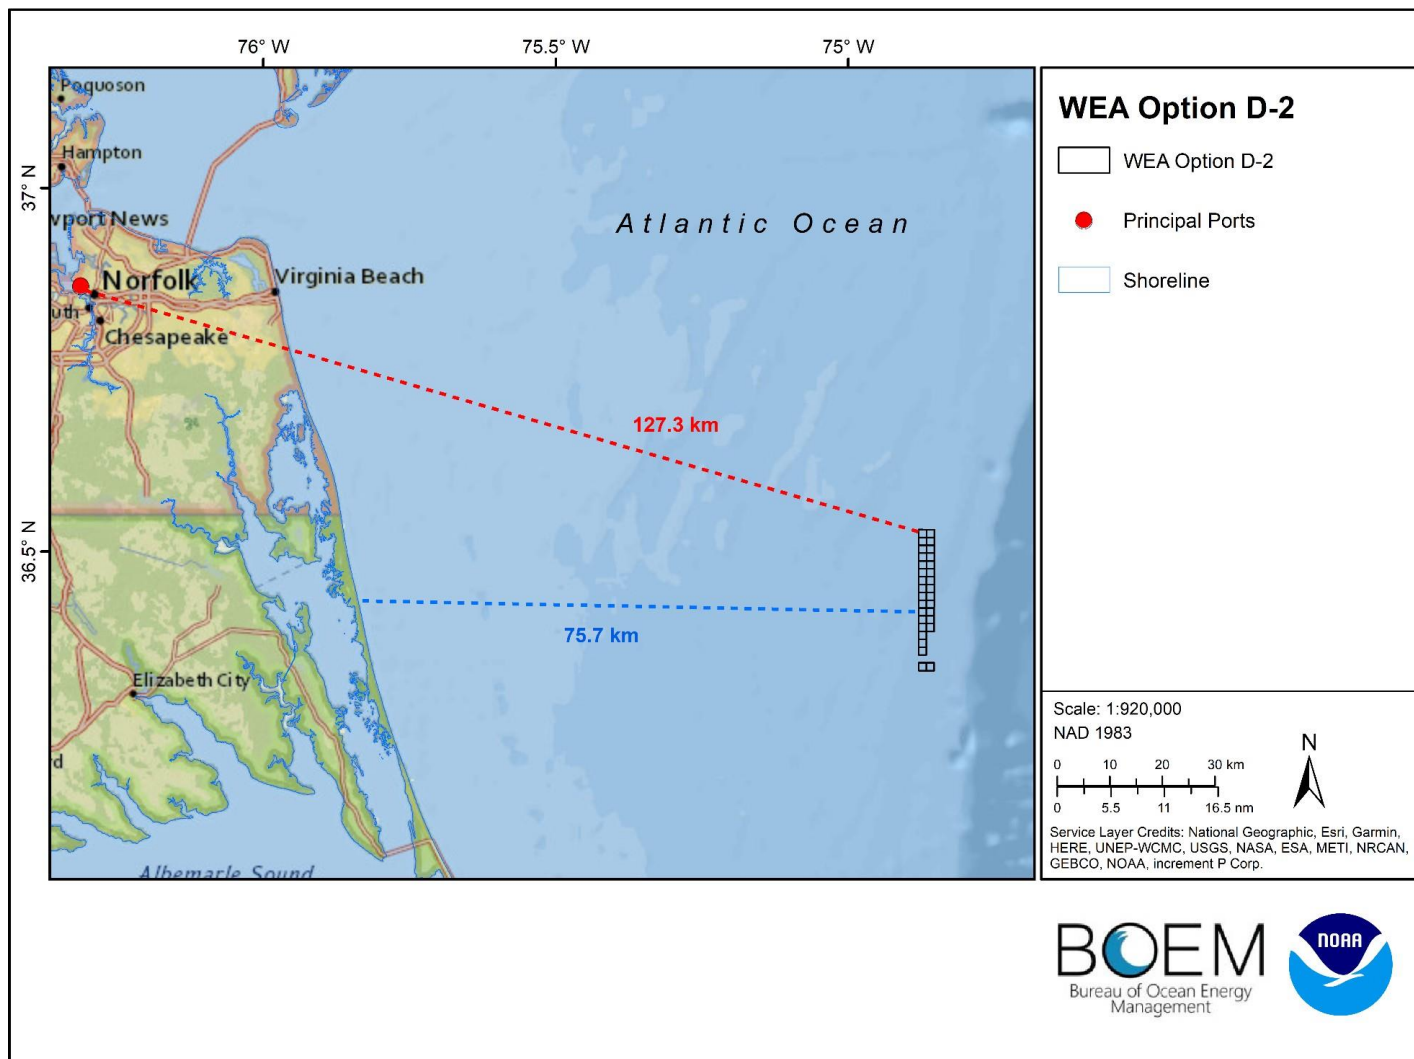 76° W
75.5° W
75° W
37° N
36.5° N
Poquoson
Hampton
wport News
Norfolk
Virginia Beach
uth
Chesapeake
Atlantic Ocean
127.3 km
75.7 km
Elizabeth City
rd
Albemarle Sound
WEA Option D-2
WEA Option D-2
Principal Ports
Shoreline
Scale: 1:920,000
NAD 1983
0 10 20 30 km
0 5.5 11 16.5 nm
N
Service Layer Credits: National Geographic, Esri, Garmin,
HERE, UNEP-WCMC, USGS, NASA, ESA, METI, NRCAN,
GEBCO, NOAA, increment P Corp.
BOEM
Bureau of Ocean Energy
Management
NOAA